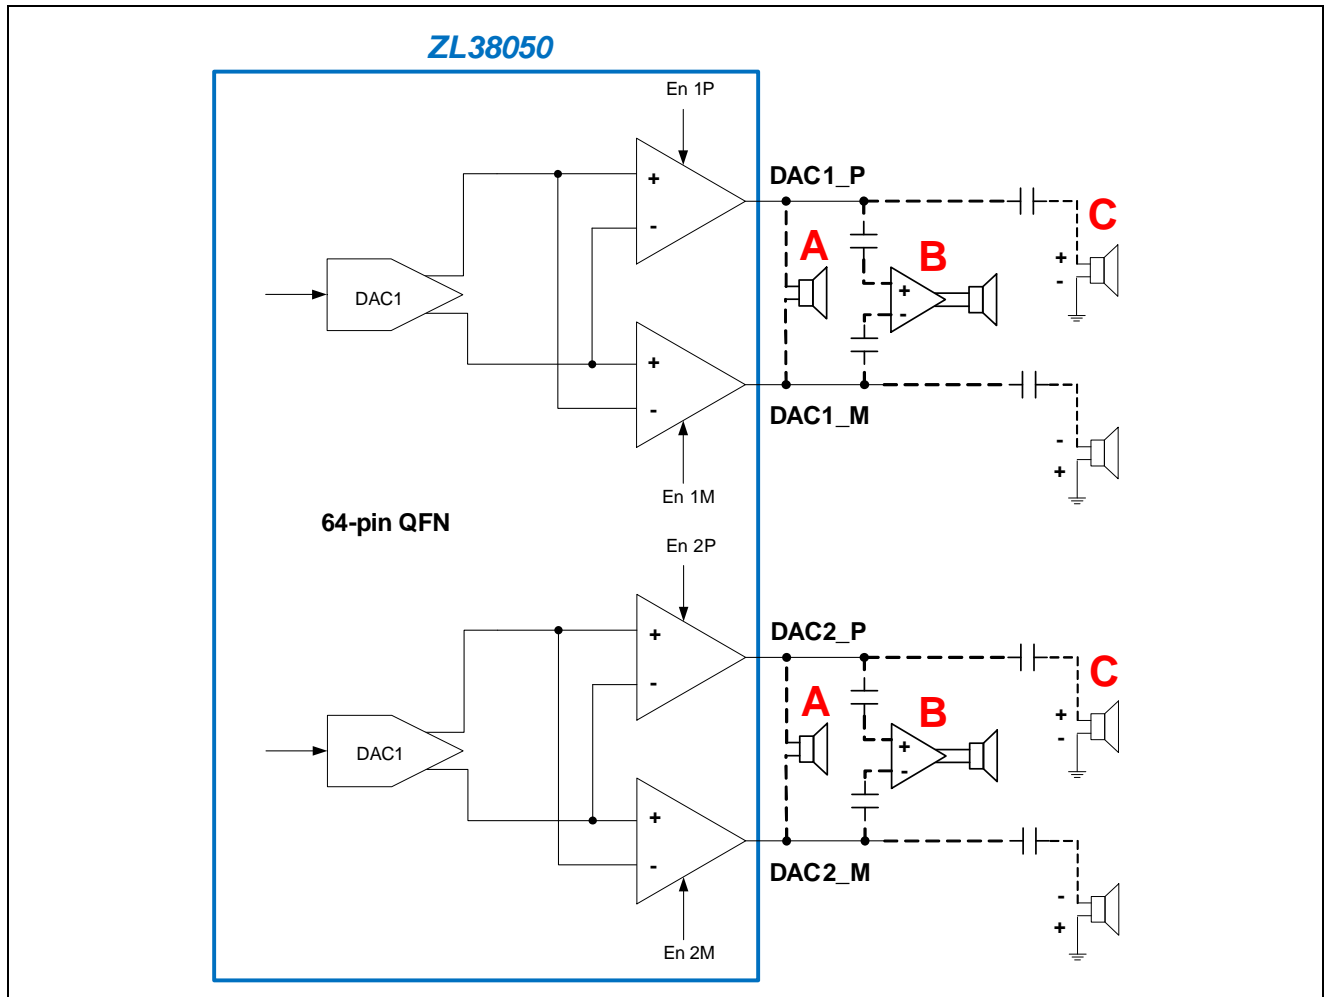 ZL38050
En 1P
+
-
DAC1_P
A
B
C
+
-
+
-
DAC1
+
-
DAC1_M
-
+
En 1M
64-pin QFN
En 2P
+
-
DAC2_P
A
B
C
+
-
+
-
DAC1
+
-
DAC2_M
-
+
En 2M